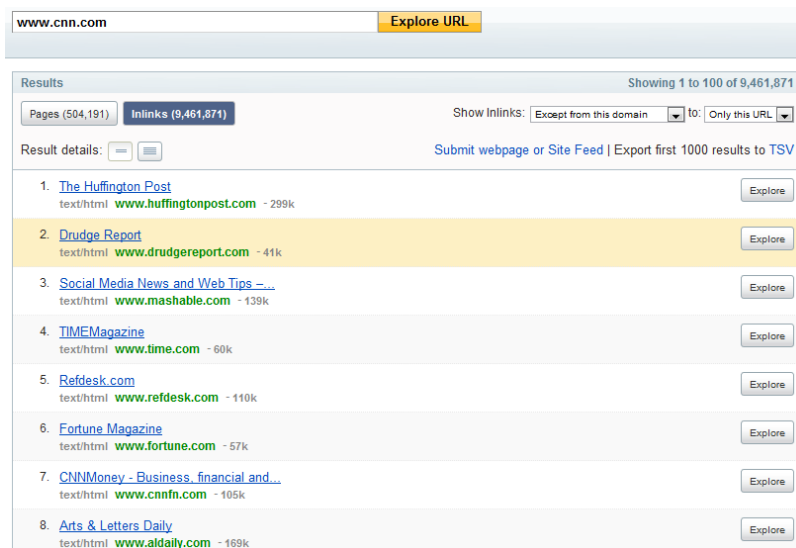 www.cnn.com Explore URL
Results Showing 1 to 100 of 9,461,871
Pages (504,191) Inlinks (9,461,871) Show Inlinks: Except from this domain to: Only this URL
Result details: Submit webpage or Site Feed | Export first 1000 results to TSV
1. The Huffington Post Explore
text/html www.huffingtonpost.com - 299k
2. Drudge Report Explore
text/html www.drudgereport.com - 41k
3. Social Media News and Web Tips –... Explore
text/html www.mashable.com - 139k
4. TIMEMagazine Explore
text/html www.time.com - 60k
5. Refdesk.com Explore
text/html www.refdesk.com - 110k
6. Fortune Magazine Explore
text/html www.fortune.com - 57k
7. CNNMoney - Business, financial and... Explore
text/html www.cnnfn.com - 105k
8. Arts & Letters Daily Explore
text/html www.aldaily.com - 169k